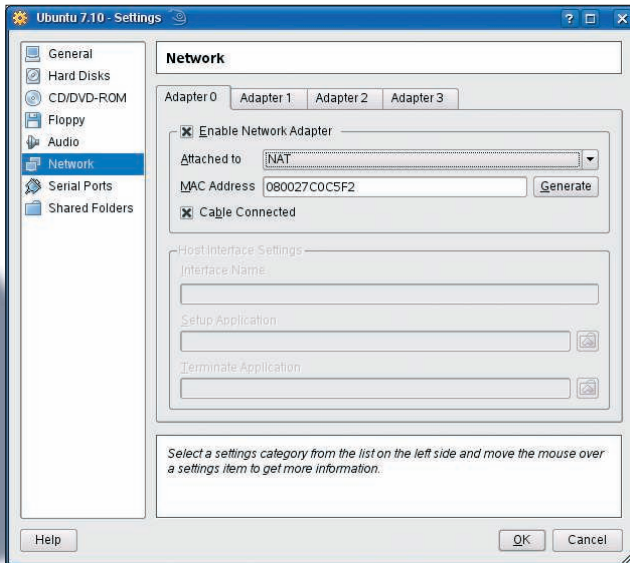 Ubuntu 7.10 - Settings
General
Hard Disks
CD/DVD-ROM
Floppy
Audio
Network
Serial Ports
Shared Folders
Network
Adapter 0 Adapter 1 Adapter 2 Adapter 3
Enable Network Adapter
Attached to NAT
MAC Address 080027C0C5F2 Generate
Cable Connected
Host Interface Settings
Interface Name
Setup Application
Terminate Application
Select a settings category from the list on the left side and move the mouse over
a settings item to get more information.
Help OK Cancel